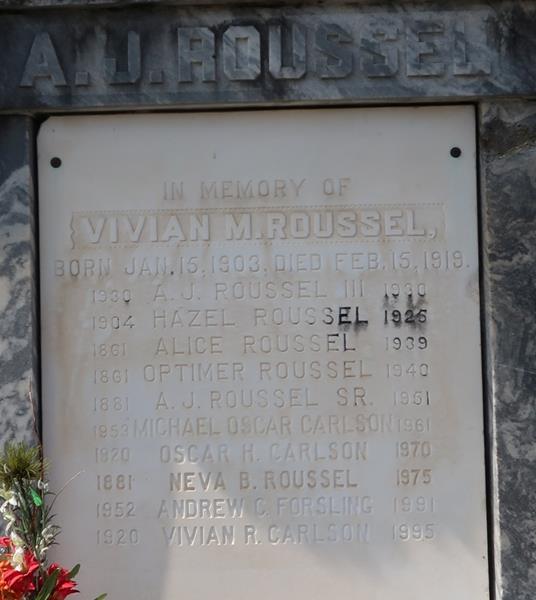 A.J. ROUSSEL
IN MEMORY OF
VIVIAN M. ROUSSEL,
BORN JAN. 15, 1903. DIED FEB. 15, 1919.
1930 A. J. ROUSSEL III 1930
1904 HAZEL ROUSSEL 1925
1861 ALICE ROUSSEL 1939
1861 OPTIMER ROUSSEL 1940
1881 A. J. ROUSSEL SR. 1951
1953 MICHAEL OSCAR CARLSON 1961
1920 OSCAR H. CARLSON 1970
1881 NEVA B. ROUSSEL 1975
1952 ANDREW C. FORSLING 1991
1920 VIVIAN R. CARLSON 1995